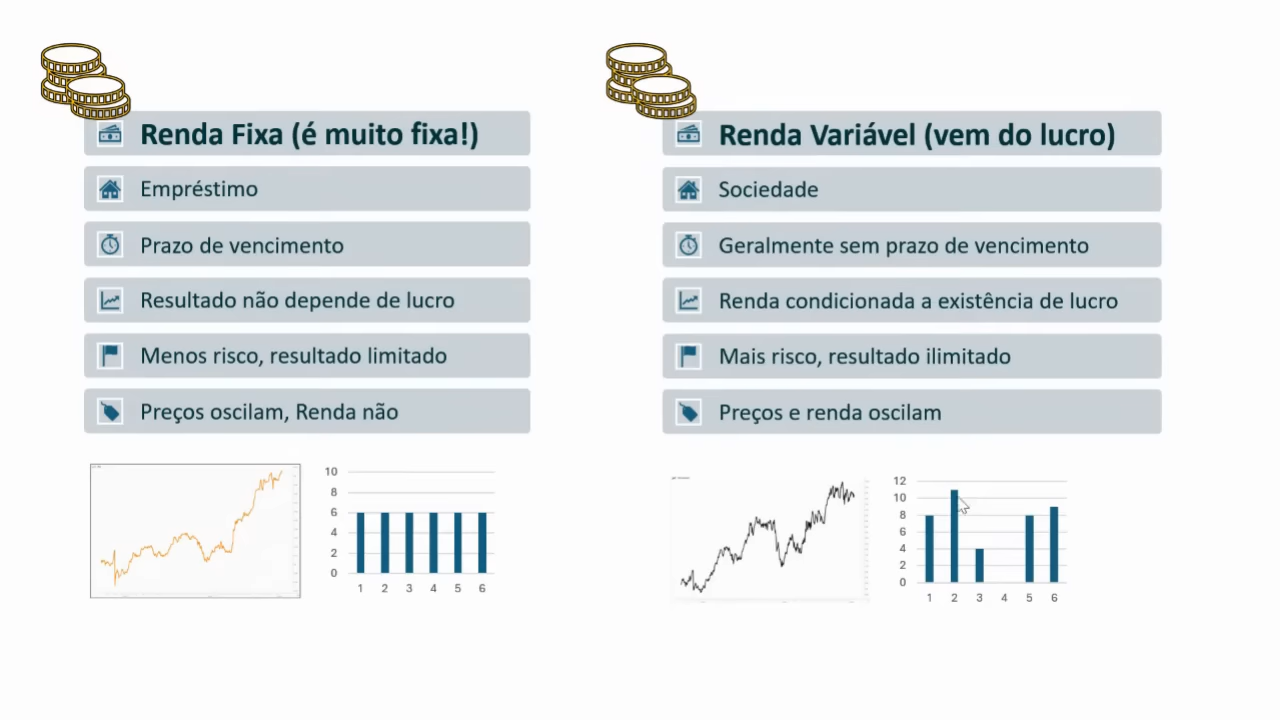 Renda Fixa (é muito fixa!)
Empréstimo
Prazo de vencimento
Resultado não depende de lucro
Menos risco, resultado limitado
Preços oscilam, Renda não
10
8
6
4
2
0
1 2 3 4 5 6
Renda Variável (vem do lucro)
Sociedade
Geralmente sem prazo de vencimento
Renda condicionada a existência de lucro
Mais risco, resultado ilimitado
Preços e renda oscilam
12
10
8
6
4
2
0
1 2 3 4 5 6